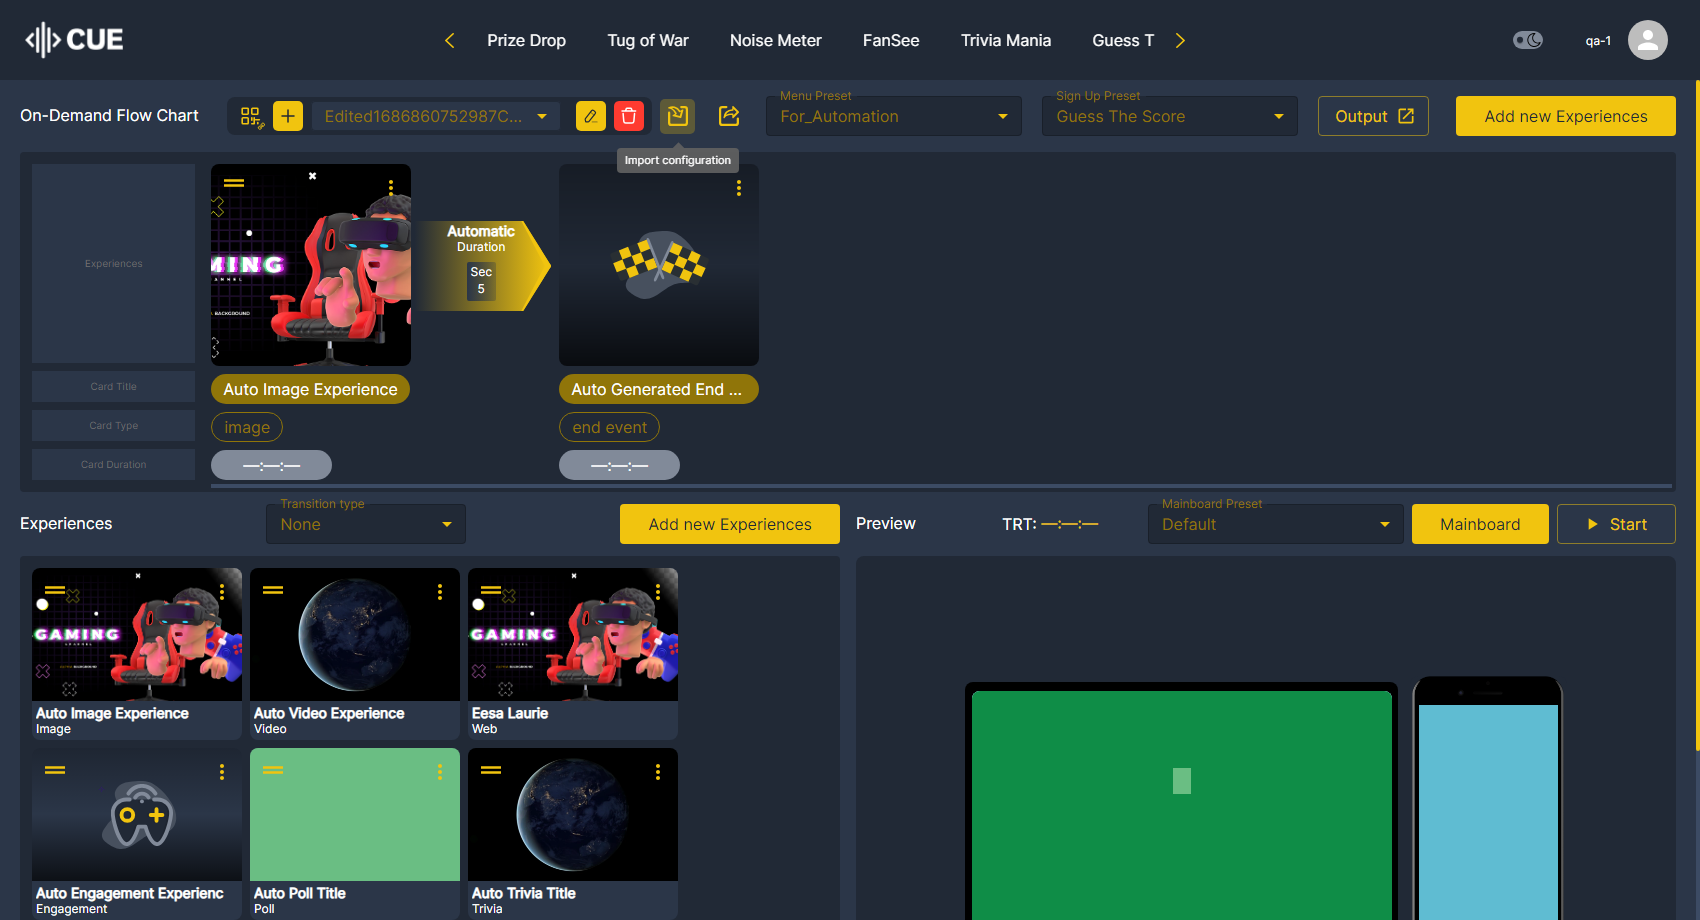 CUE
Prize Drop
Tug of War
Noise Meter
FanSee
Trivia Mania
Guess T
qa-1
On-Demand Flow Chart
Edited1686860752987C...
Menu Preset
For_Automation
Sign Up Preset
Guess The Score
Output
Add new Experiences
Import configuration
Experiences
Automatic
Duration
Sec
5
Card Title
Auto Image Experience
Auto Generated End ...
Card Type
image
end event
Card Duration
—:—:—
—:—:—
Experiences
Transition type
None
Add new Experiences
Preview
TRT: —:—:—
Mainboard Preset
Default
Mainboard
Start
GAMING
CHANNEL
Auto Image Experience
Image
Auto Video Experience
Video
GAMING
CHANNEL
Eesa Laurie
Web
Auto Engagement Experienc
Engagement
Auto Poll Title
Poll
Auto Trivia Title
Trivia